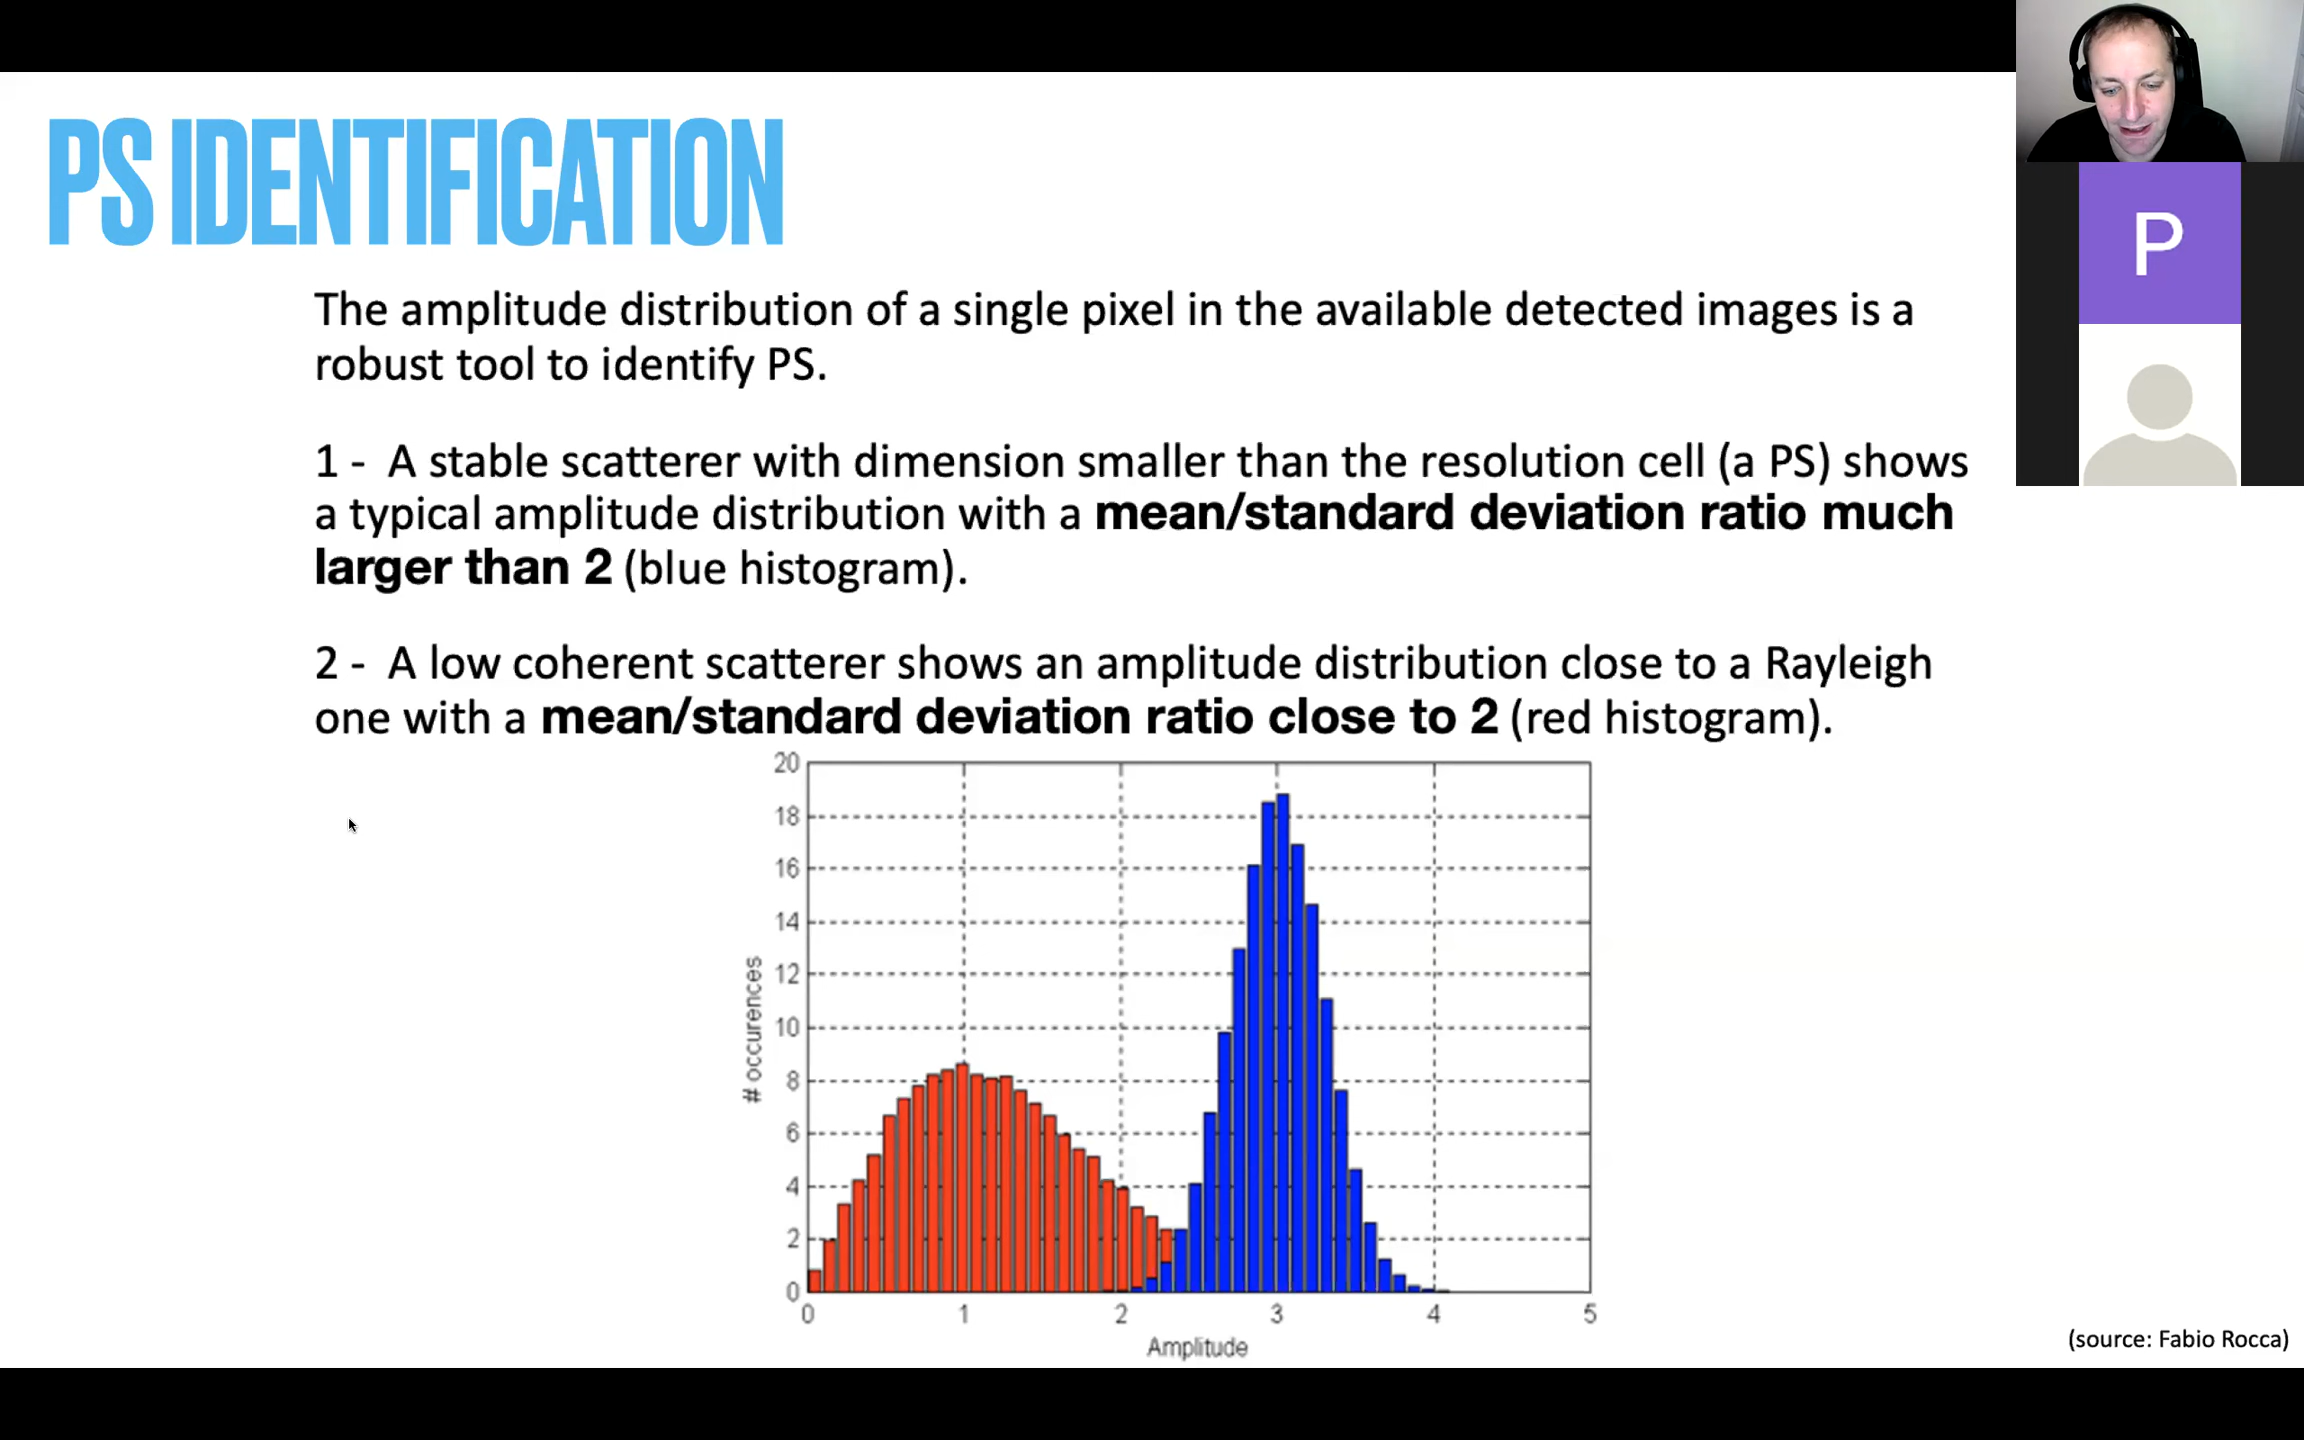 PS IDENTIFICATION
P
The amplitude distribution of a single pixel in the available detected images is a
robust tool to identify PS.
1 - A stable scatterer with dimension smaller than the resolution cell (a PS) shows
a typical amplitude distribution with a mean/standard deviation ratio much
larger than 2 (blue histogram).
2 - A low coherent scatterer shows an amplitude distribution close to a Rayleigh
one with a mean/standard deviation ratio close to 2 (red histogram).
20
18
16
14
12
10
8
6
4
2
0
# occurences
0 1 2 3 4 5
Amplitude
(source: Fabio Rocca)